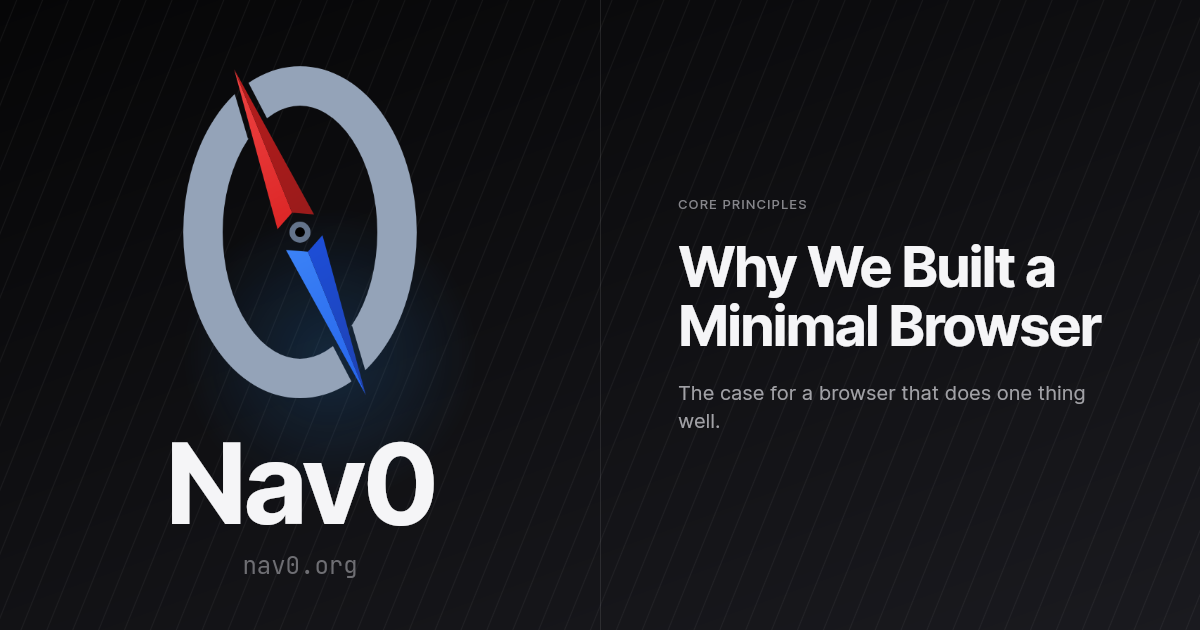 Nav0
nav0.org
CORE PRINCIPLES
Why We Built a
Minimal Browser
The case for a browser that does one thing
well.